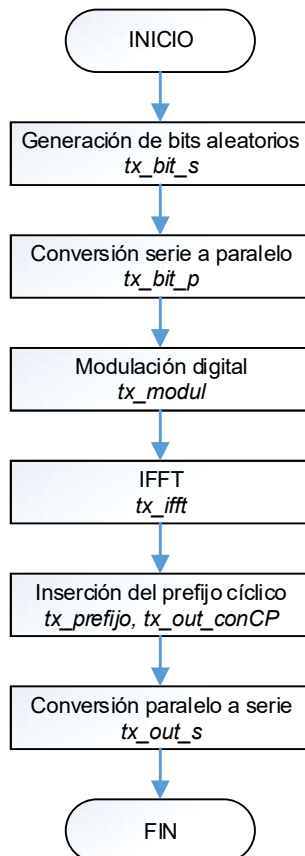 INICIO
Generación de bits aleatorios
tx_bit_s
Conversión serie a paralelo
tx_bit_p
Modulación digital
tx_modul
IFFT
tx_ifft
Inserción del prefijo cíclico
tx_prefijo, tx_out_conCP
Conversión paralelo a serie
tx_out_s
FIN